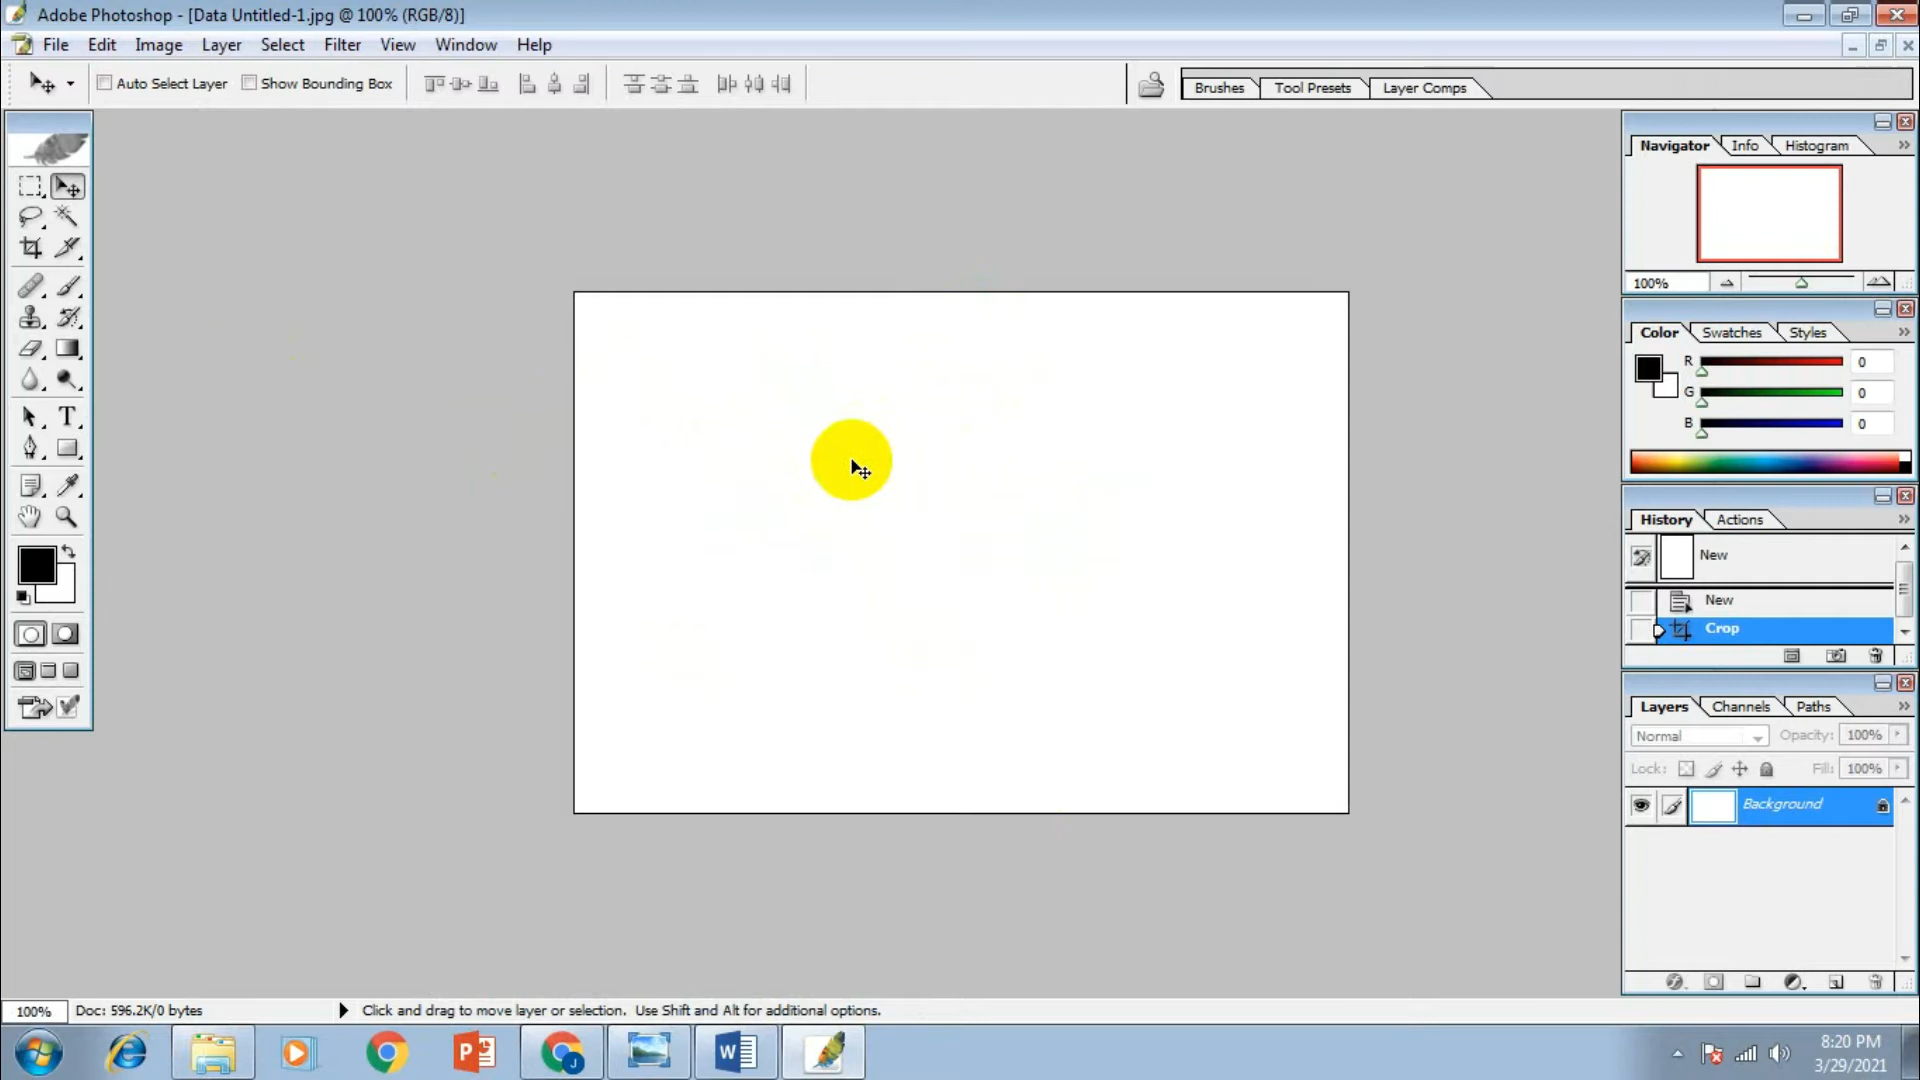 Adobe Photoshop - [Data Untitled-1.jpg @ 100% (RGB/8)]
File Edit Image Layer Select Filter View Window Help
Auto Select Layer Show Bounding Box Brushes Tool Presets Layer Comps
Navigator Info Histogram
100%
Color Swatches Styles
R 0
G 0
B 0
History Actions
New
New
Crop
Layers Channels Paths
Normal Opacity: 100%
Lock: Fill: 100%
Background
100% Doc: 596.2K/0 bytes Click and drag to move layer or selection. Use Shift and Alt for additional options.
8:20 PM
3/29/2021